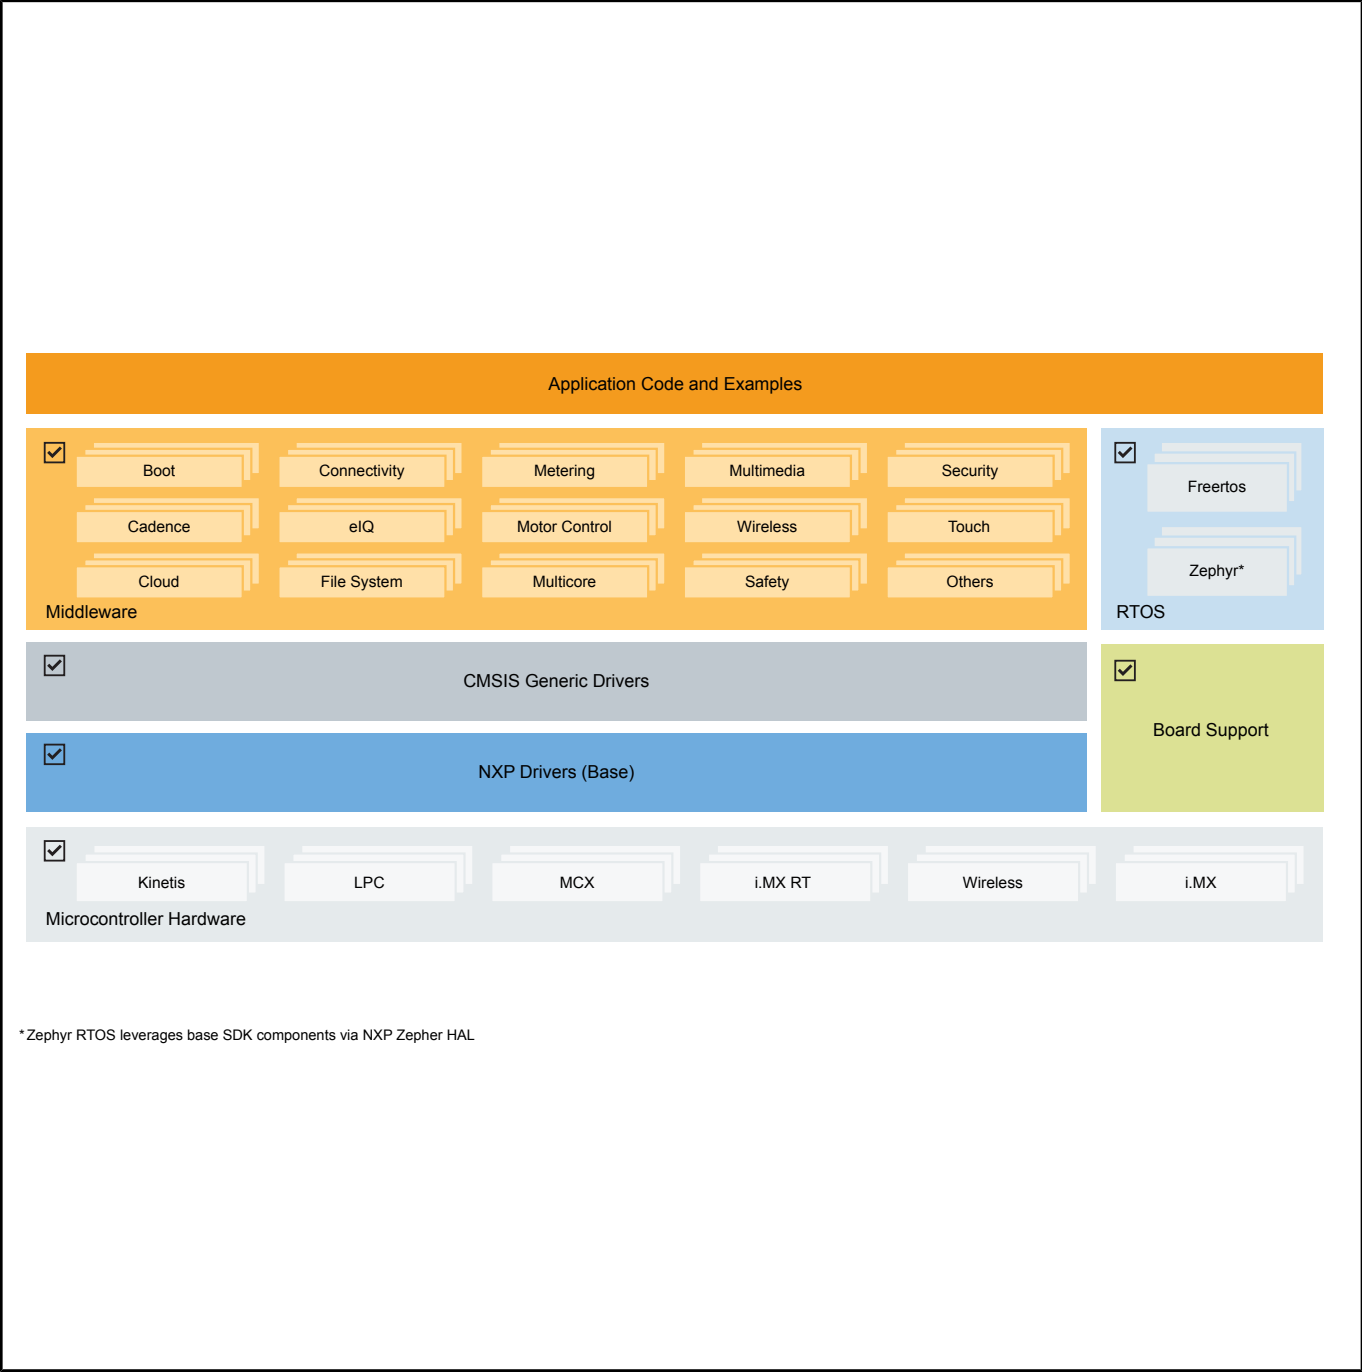 Application Code and Examples
Boot
Connectivity
Metering
Multimedia
Security
Cadence
eIQ
Motor Control
Wireless
Touch
Cloud
File System
Multicore
Safety
Others
Middleware
Freertos
Zephyr*
RTOS
CMSIS Generic Drivers
NXP Drivers (Base)
Board Support
Kinetis
LPC
MCX
i.MX RT
Wireless
i.MX
Microcontroller Hardware
* Zephyr RTOS leverages base SDK components via NXP Zepher HAL